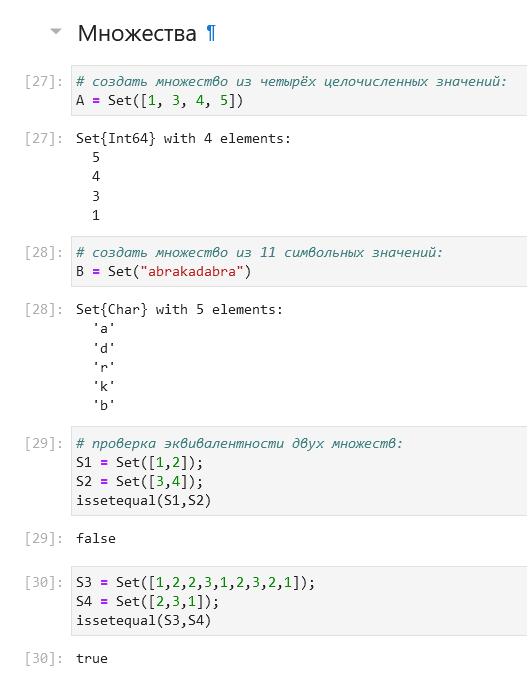 Множества ¶
[27]: # создать множество из четырёх целочисленных значений:
A = Set([1, 3, 4, 5])
[27]: Set{Int64} with 4 elements:
5
4
3
1
[28]: # создать множество из 11 символьных значений:
B = Set("abrakadabra")
[28]: Set{Char} with 5 elements:
'a'
'd'
'r'
'k'
'b'
[29]: # проверка эквивалентности двух множеств:
S1 = Set([1,2]);
S2 = Set([3,4]);
issetequal(S1,S2)
[29]: false
[30]: S3 = Set([1,2,2,3,1,2,3,2,1]);
S4 = Set([2,3,1]);
issetequal(S3,S4)
[30]: true